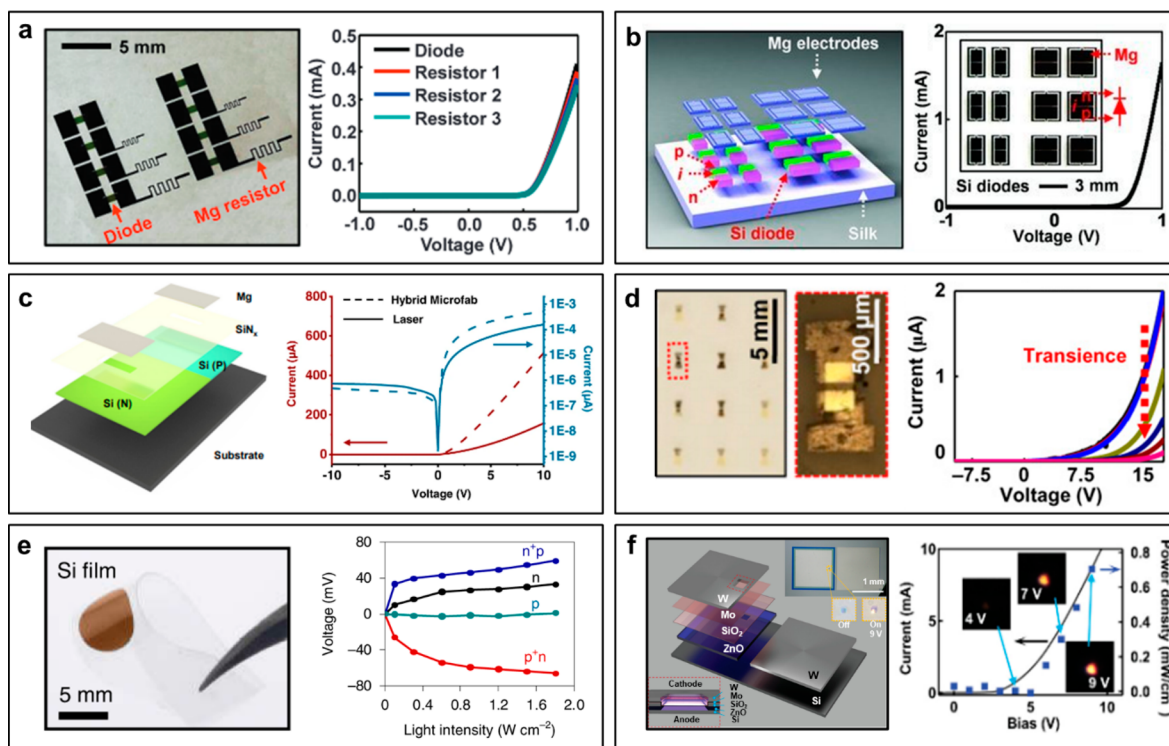 a
5 mm
Diode
Mg resistor
Current (mA)
0.4
0.3
0.2
0.1
0.0
Diode
Resistor 1
Resistor 2
Resistor 3
-1.0 -0.5 0.0 0.5 1.0
Voltage (V)
b
Mg electrodes
p
i
n
Si diode
Silk
Current (mA)
2
1
0
Mg
n
i
p
Si diodes
3 mm
-1 0 1
Voltage (V)
c
Mg
SiNx
Si (P)
Si (N)
Substrate
Current (μA)
800
600
400
200
0
Hybrid Microfab
Laser
1E-3
1E-4
1E-5
1E-6
1E-7
1E-8
1E-9
Current (μA)
-10 -5 0 5 10
Voltage (V)
d
5 mm
500 μm
Current (μA)
2
1
0
Transience
−7.5 0 7.5 15
Voltage (V)
e
Si film
5 mm
Voltage (mV)
80
40
0
−40
−80
n+p
n
p
p+n
0 0.4 0.8 1.2 1.6 2.0
Light intensity (W cm−2)
f
W
Mo
SiO2
ZnO
W
Si
1 mm
Off
On
9 V
Cathode
W
Mo
SiO2
ZnO
Si
Anode
Current (mA)
10
5
0
4 V
7 V
9 V
0.8
0.6
0.4
0.2
0.0
Power density (mW/cm
0 5 10
Bias (V)